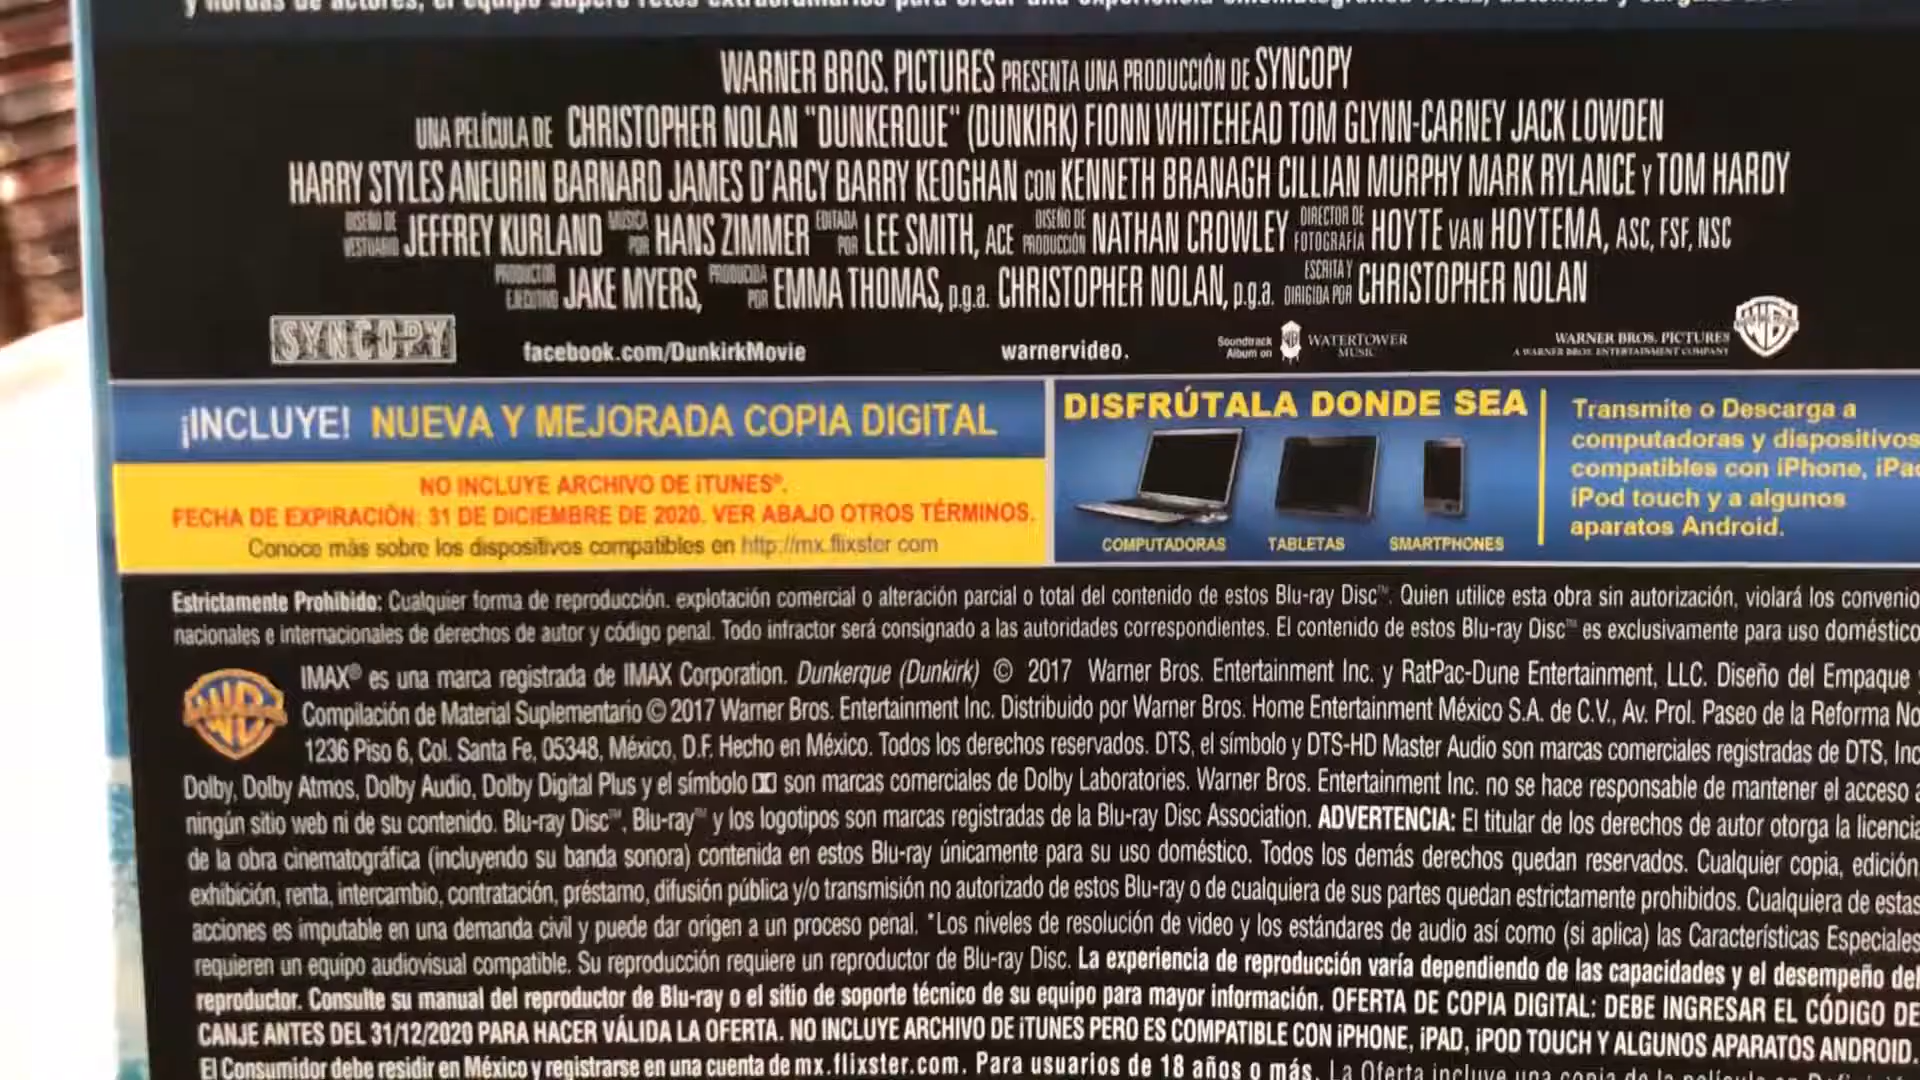 WARNER BROS. PICTURES PRESENTA UNA PRODUCCIÓN DE SYNCOPY
UNA PELÍCULA DE CHRISTOPHER NOLAN "DUNKERQUE" (DUNKIRK) FIONN WHITEHEAD TOM GLYNN-CARNEY JACK LOWDEN
HARRY STYLES ANEURIN BARNARD JAMES D'ARCY BARRY KEOGHAN CON KENNETH BRANAGH CILLIAN MURPHY MARK RYLANCE Y TOM HARDY
DISEÑO DE VESTUARIO JEFFREY KURLAND MÚSICA POR HANS ZIMMER EDITADA POR LEE SMITH, ACE DISEÑO DE PRODUCCIÓN NATHAN CROWLEY DIRECTOR DE FOTOGRAFÍA HOYTE VAN HOYTEMA, ASC, FSF, NSC
PRODUCTOR EJECUTIVO JAKE MYERS, PRODUCIDA POR EMMA THOMAS, p.g.a. CHRISTOPHER NOLAN, p.g.a. ESCRITA Y DIRIGIDA POR CHRISTOPHER NOLAN
SYNCOPY facebook.com/DunkirkMovie warnervideo. Soundtrack Album on WATERTOWER MUSIC WARNER BROS. PICTURES
A WARNER BROS. ENTERTAINMENT COMPANY
¡INCLUYE! NUEVA Y MEJORADA COPIA DIGITAL
NO INCLUYE ARCHIVO DE iTUNES®.
FECHA DE EXPIRACIÓN: 31 DE DICIEMBRE DE 2020. VER ABAJO OTROS TÉRMINOS.
Conoce más sobre los dispositivos compatibles en http://mx.flixster com
DISFRÚTALA DONDE SEA
COMPUTADORAS TABLETAS SMARTPHONES
Transmite o Descarga a
computadoras y dispositivos
compatibles con iPhone,
iPod touch y a algunos
aparatos Android.
Estrictamente Prohibido: Cualquier forma de reproducción. explotación comercial o alteración parcial o total del contenido de estos Blu-ray Disc™. Quien utilice esta obra sin autorización, violará los
nacionales e internacionales de derechos de autor y código penal. Todo infractor será consignado a las autoridades correspondientes. El contenido de estos Blu-ray Disc™ es exclusivamente para uso doméstico
IMAX® es una marca registrada de IMAX Corporation. Dunkerque (Dunkirk) © 2017 Warner Bros. Entertainment Inc. y RatPac-Dune Entertainment, LLC. Diseño del Empaque
Compilación de Material Suplementario © 2017 Warner Bros. Entertainment Inc. Distribuido por Warner Bros. Home Entertainment México S.A. de C.V., Av. Prol. Paseo de la Reforma No
1236 Piso 6, Col. Santa Fe, 05348, México, D.F. Hecho en México. Todos los derechos reservados. DTS, el símbolo y DTS-HD Master Audio son marcas comerciales registradas de DTS, Inc
Dolby, Dolby Atmos, Dolby Audio, Dolby Digital Plus y el símbolo son marcas comerciales de Dolby Laboratories. Warner Bros. Entertainment Inc. no se hace responsable de mantener el acceso a
ningún sitio web ni de su contenido. Blu-ray Disc™, Blu-ray™ y los logotipos son marcas registradas de la Blu-ray Disc Association. ADVERTENCIA: El titular de los derechos de autor otorga la licencia
de la obra cinematográfica (incluyendo su banda sonora) contenida en estos Blu-ray únicamente para su uso doméstico. Todos los demás derechos quedan reservados. Cualquier copia, edición,
exhibición, renta, intercambio, contratación, préstamo, difusión pública y/o transmisión no autorizado de estos Blu-ray o de cualquiera de sus partes quedan estrictamente prohibidos. Cualquiera de estas
acciones es imputable en una demanda civil y puede dar origen a un proceso penal. *Los niveles de resolución de video y los estándares de audio así como (si aplica) las Características Especiales
requieren un equipo audiovisual compatible. Su reproducción requiere un reproductor de Blu-ray Disc. La experiencia de reproducción varía dependiendo de las capacidades y el desempeño del
reproductor. Consulte su manual del reproductor de Blu-ray o el sitio de soporte técnico de su equipo para mayor información. OFERTA DE COPIA DIGITAL: DEBE INGRESAR EL CÓDIGO DE
CANJE ANTES DEL 31/12/2020 PARA HACER VÁLIDA LA OFERTA. NO INCLUYE ARCHIVO DE iTUNES PERO ES COMPATIBLE CON iPHONE, iPAD, iPOD TOUCH Y ALGUNOS APARATOS ANDROID.
El Consumidor debe residir en México y registrarse en una cuenta de mx.flixster.com. Para usuarios de 18 años o más. La Oferta incluye una copia de la película en